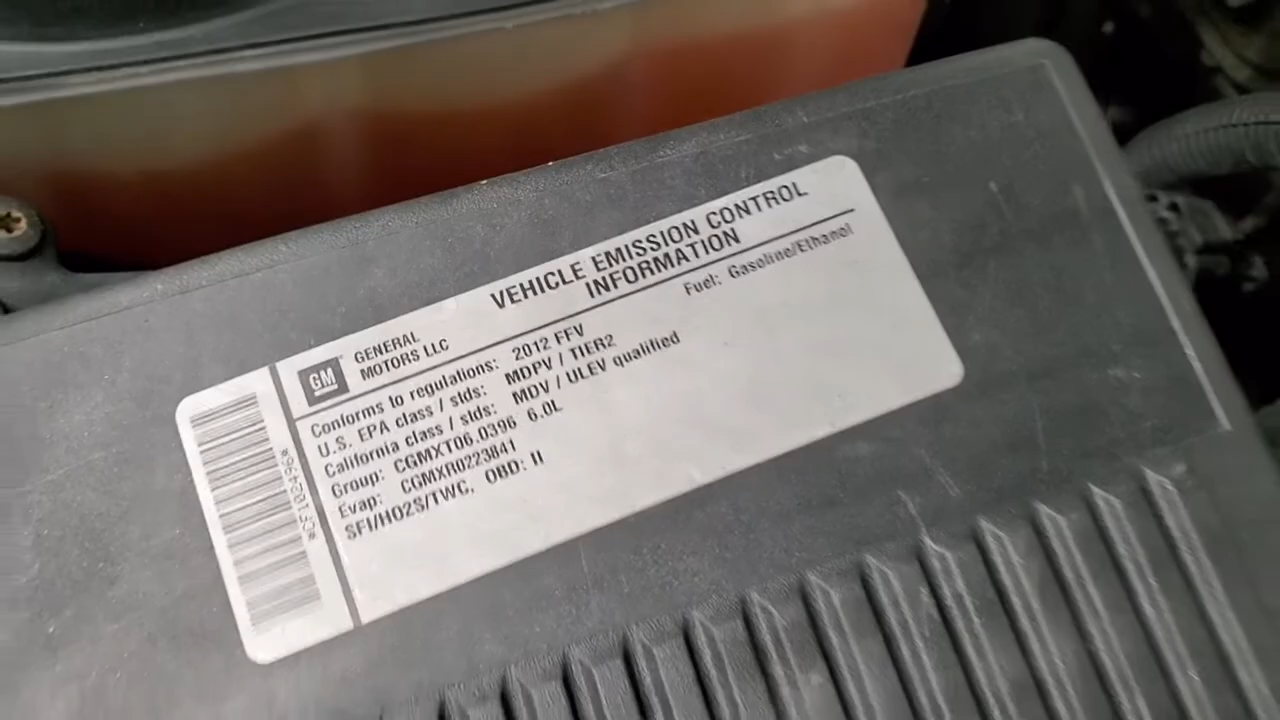 VEHICLE EMISSION CONTROL
INFORMATION
GM
GENERAL
MOTORS LLC
Fuel: Gasoline/Ethanol
Conforms to regulations: 2012 FFV
U.S. EPA class / stds: MDPV / TIER2
California class / stds: MDV / ULEV qualified
Group: CGMXT06.0396 6.0L
Evap: CGMXR0223841
SFI/HO2S/TWC, OBD: II